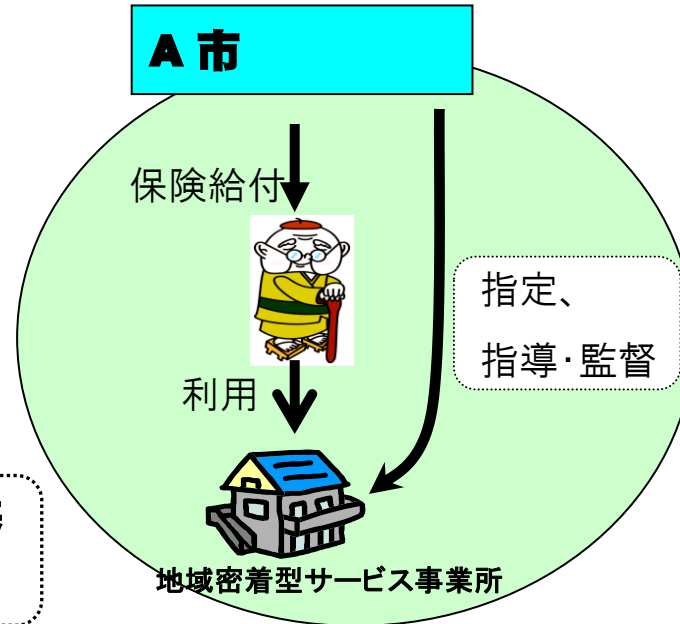 A 市
保険給付
指定、
指導・監督
利用
地域密着型サービス事業所